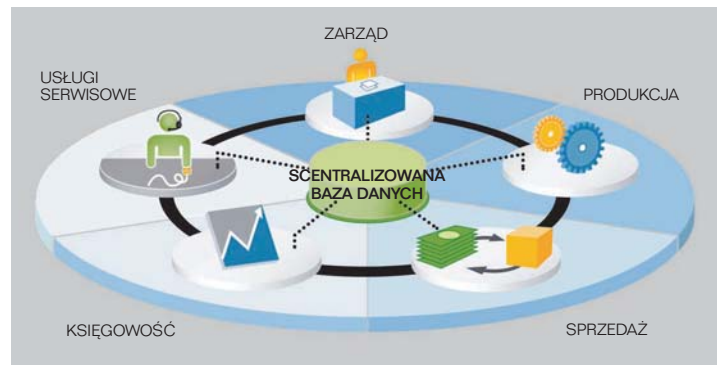 ZARZĄD
USŁUGI
SERWISOWE
PRODUKCJA
SCENTRALIZOWANA
BAZA DANYCH
KSIĘGOWOŚĆ
SPRZEDAŻ